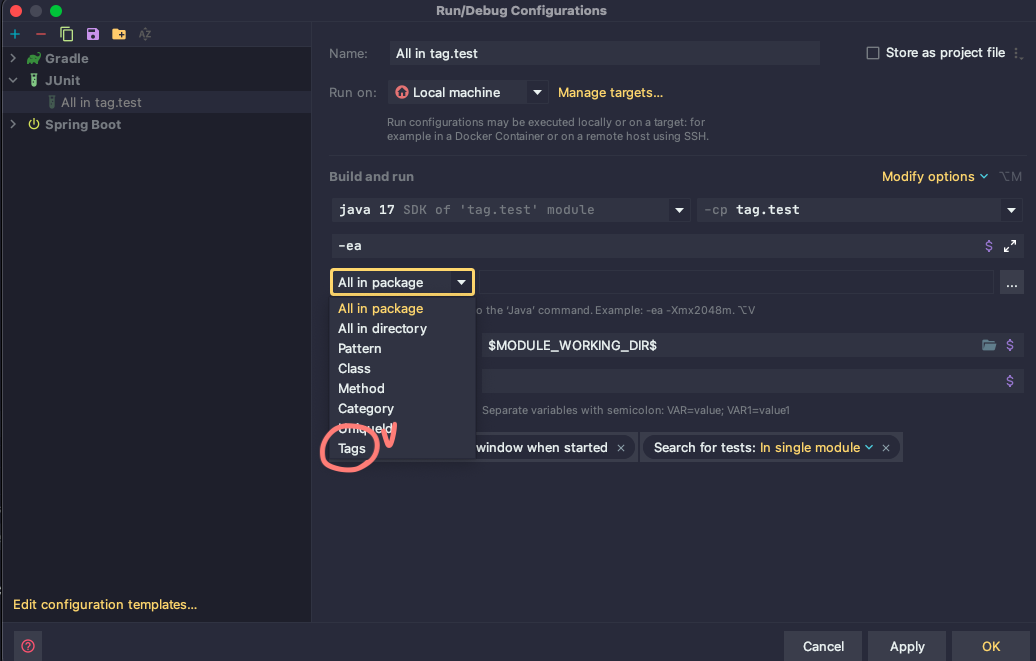 Run/Debug Configurations
Gradle
JUnit
All in tag.test
Spring Boot
Edit configuration templates...
Name: All in tag.test
Store as project file
Run on: Local machine Manage targets...
Run configurations may be executed locally or on a target: for
example in a Docker Container or on a remote host using SSH.
Build and run Modify options ⌥M
java 17 SDK of 'tag.test' module -cp tag.test
-ea $
All in package ...
All in package
o the 'Java' command. Example: -ea -Xmx2048m. ⌥V
All in directory
Pattern $MODULE_WORKING_DIR$ $
Class
Method $
Category
Separate variables with semicolon: VAR=value; VAR1=value1
UniqueId
Tags
window when started × Search for tests: In single module ×
? Cancel Apply OK